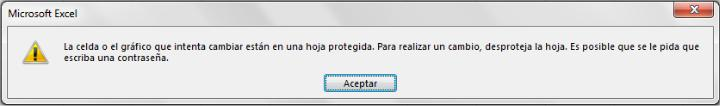 Microsoft Excel
La celda o el gráfico que intenta cambiar están en una hoja protegida. Para realizar un cambio, desproteja la hoja. Es posible que se le pida que
escriba una contraseña.
Aceptar